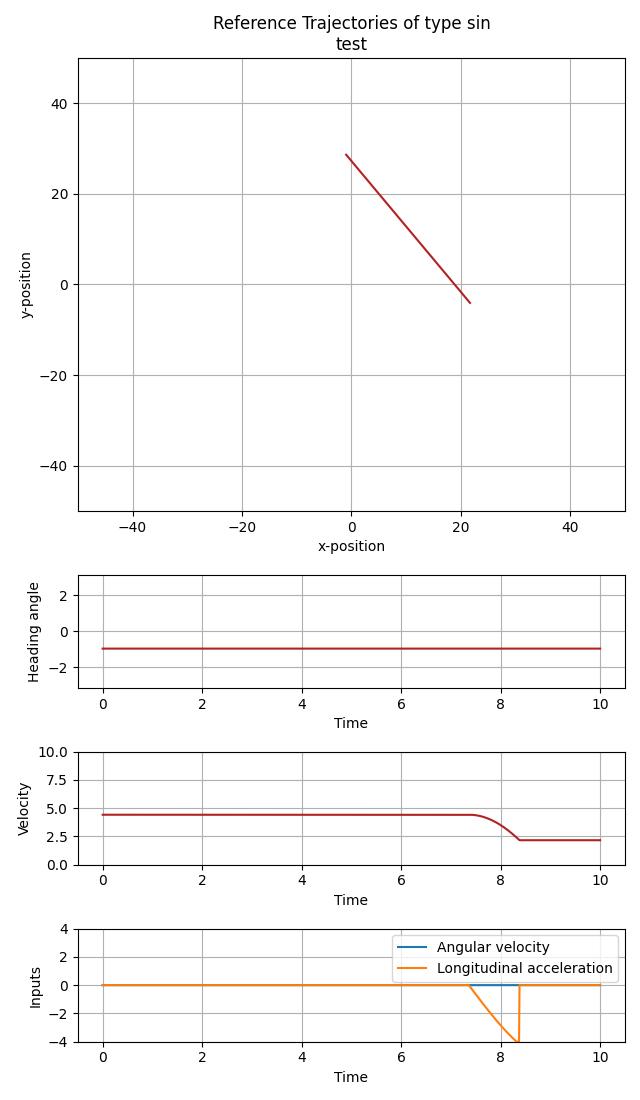 Reference Trajectories of type sin
test
40
20
0
−20
−40
y-position
−40 −20 0 20 40
x-position
2
0
−2
Heading angle
0 2 4 6 8 10
Time
10.0
7.5
5.0
2.5
0.0
Velocity
0 2 4 6 8 10
Time
4
2
0
−2
−4
Inputs
Angular velocity
Longitudinal acceleration
0 2 4 6 8 10
Time